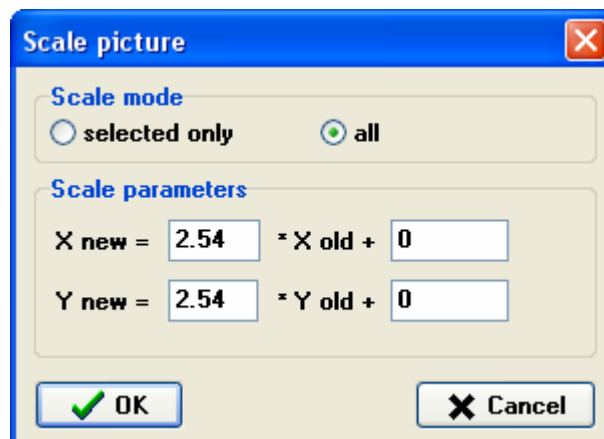 Scale picture
Scale mode
selected only all
Scale parameters
X new = 2.54 * X old + 0
Y new = 2.54 * Y old + 0
OK Cancel